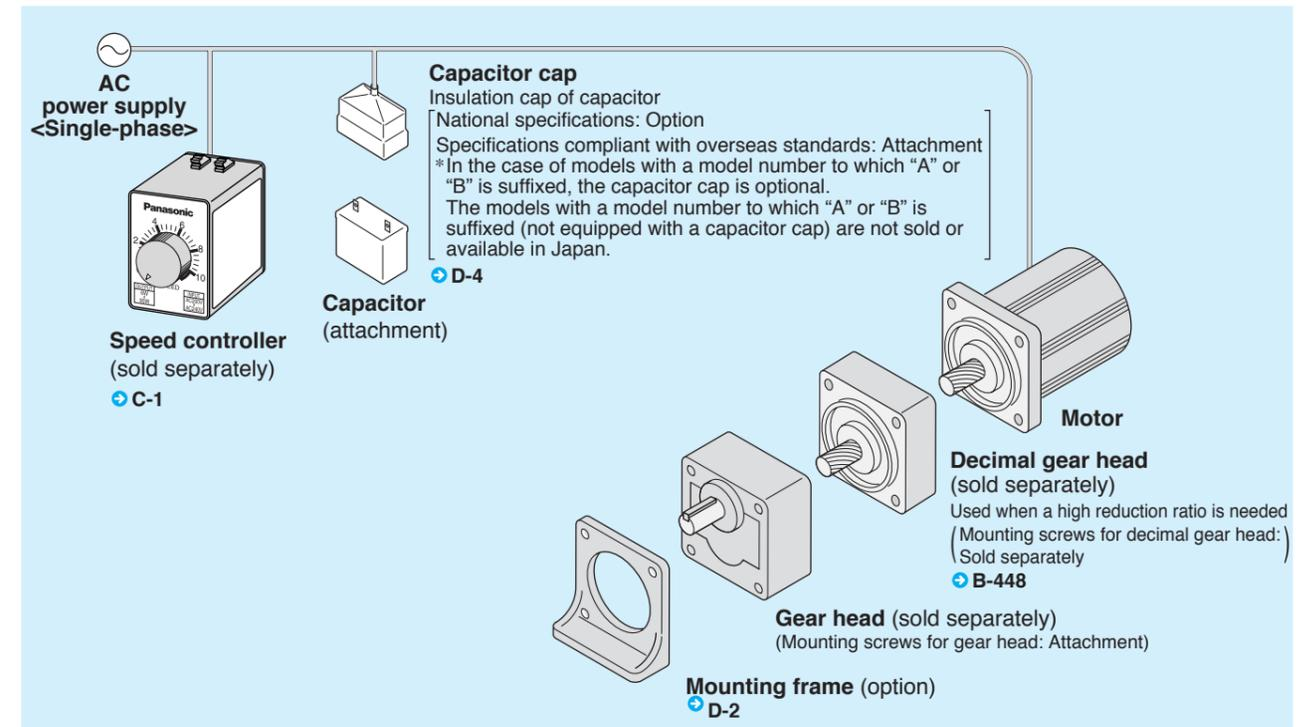 AC
power supply
<Single-phase>
Capacitor cap
Insulation cap of capacitor
National specifications: Option
Specifications compliant with overseas standards: Attachment
*In the case of models with a model number to which “A” or
“B” is suffixed, the capacitor cap is optional.
The models with a model number to which “A” or “B” is
suffixed (not equipped with a capacitor cap) are not sold or
available in Japan.
D-4
Panasonic
2
4
6
8
10
Capacitor
(attachment)
Speed controller
(sold separately)
C-1
Motor
Decimal gear head
(sold separately)
Used when a high reduction ratio is needed
(Mounting screws for decimal gear head:
Sold separately)
B-448
Gear head (sold separately)
(Mounting screws for gear head: Attachment)
Mounting frame (option)
D-2